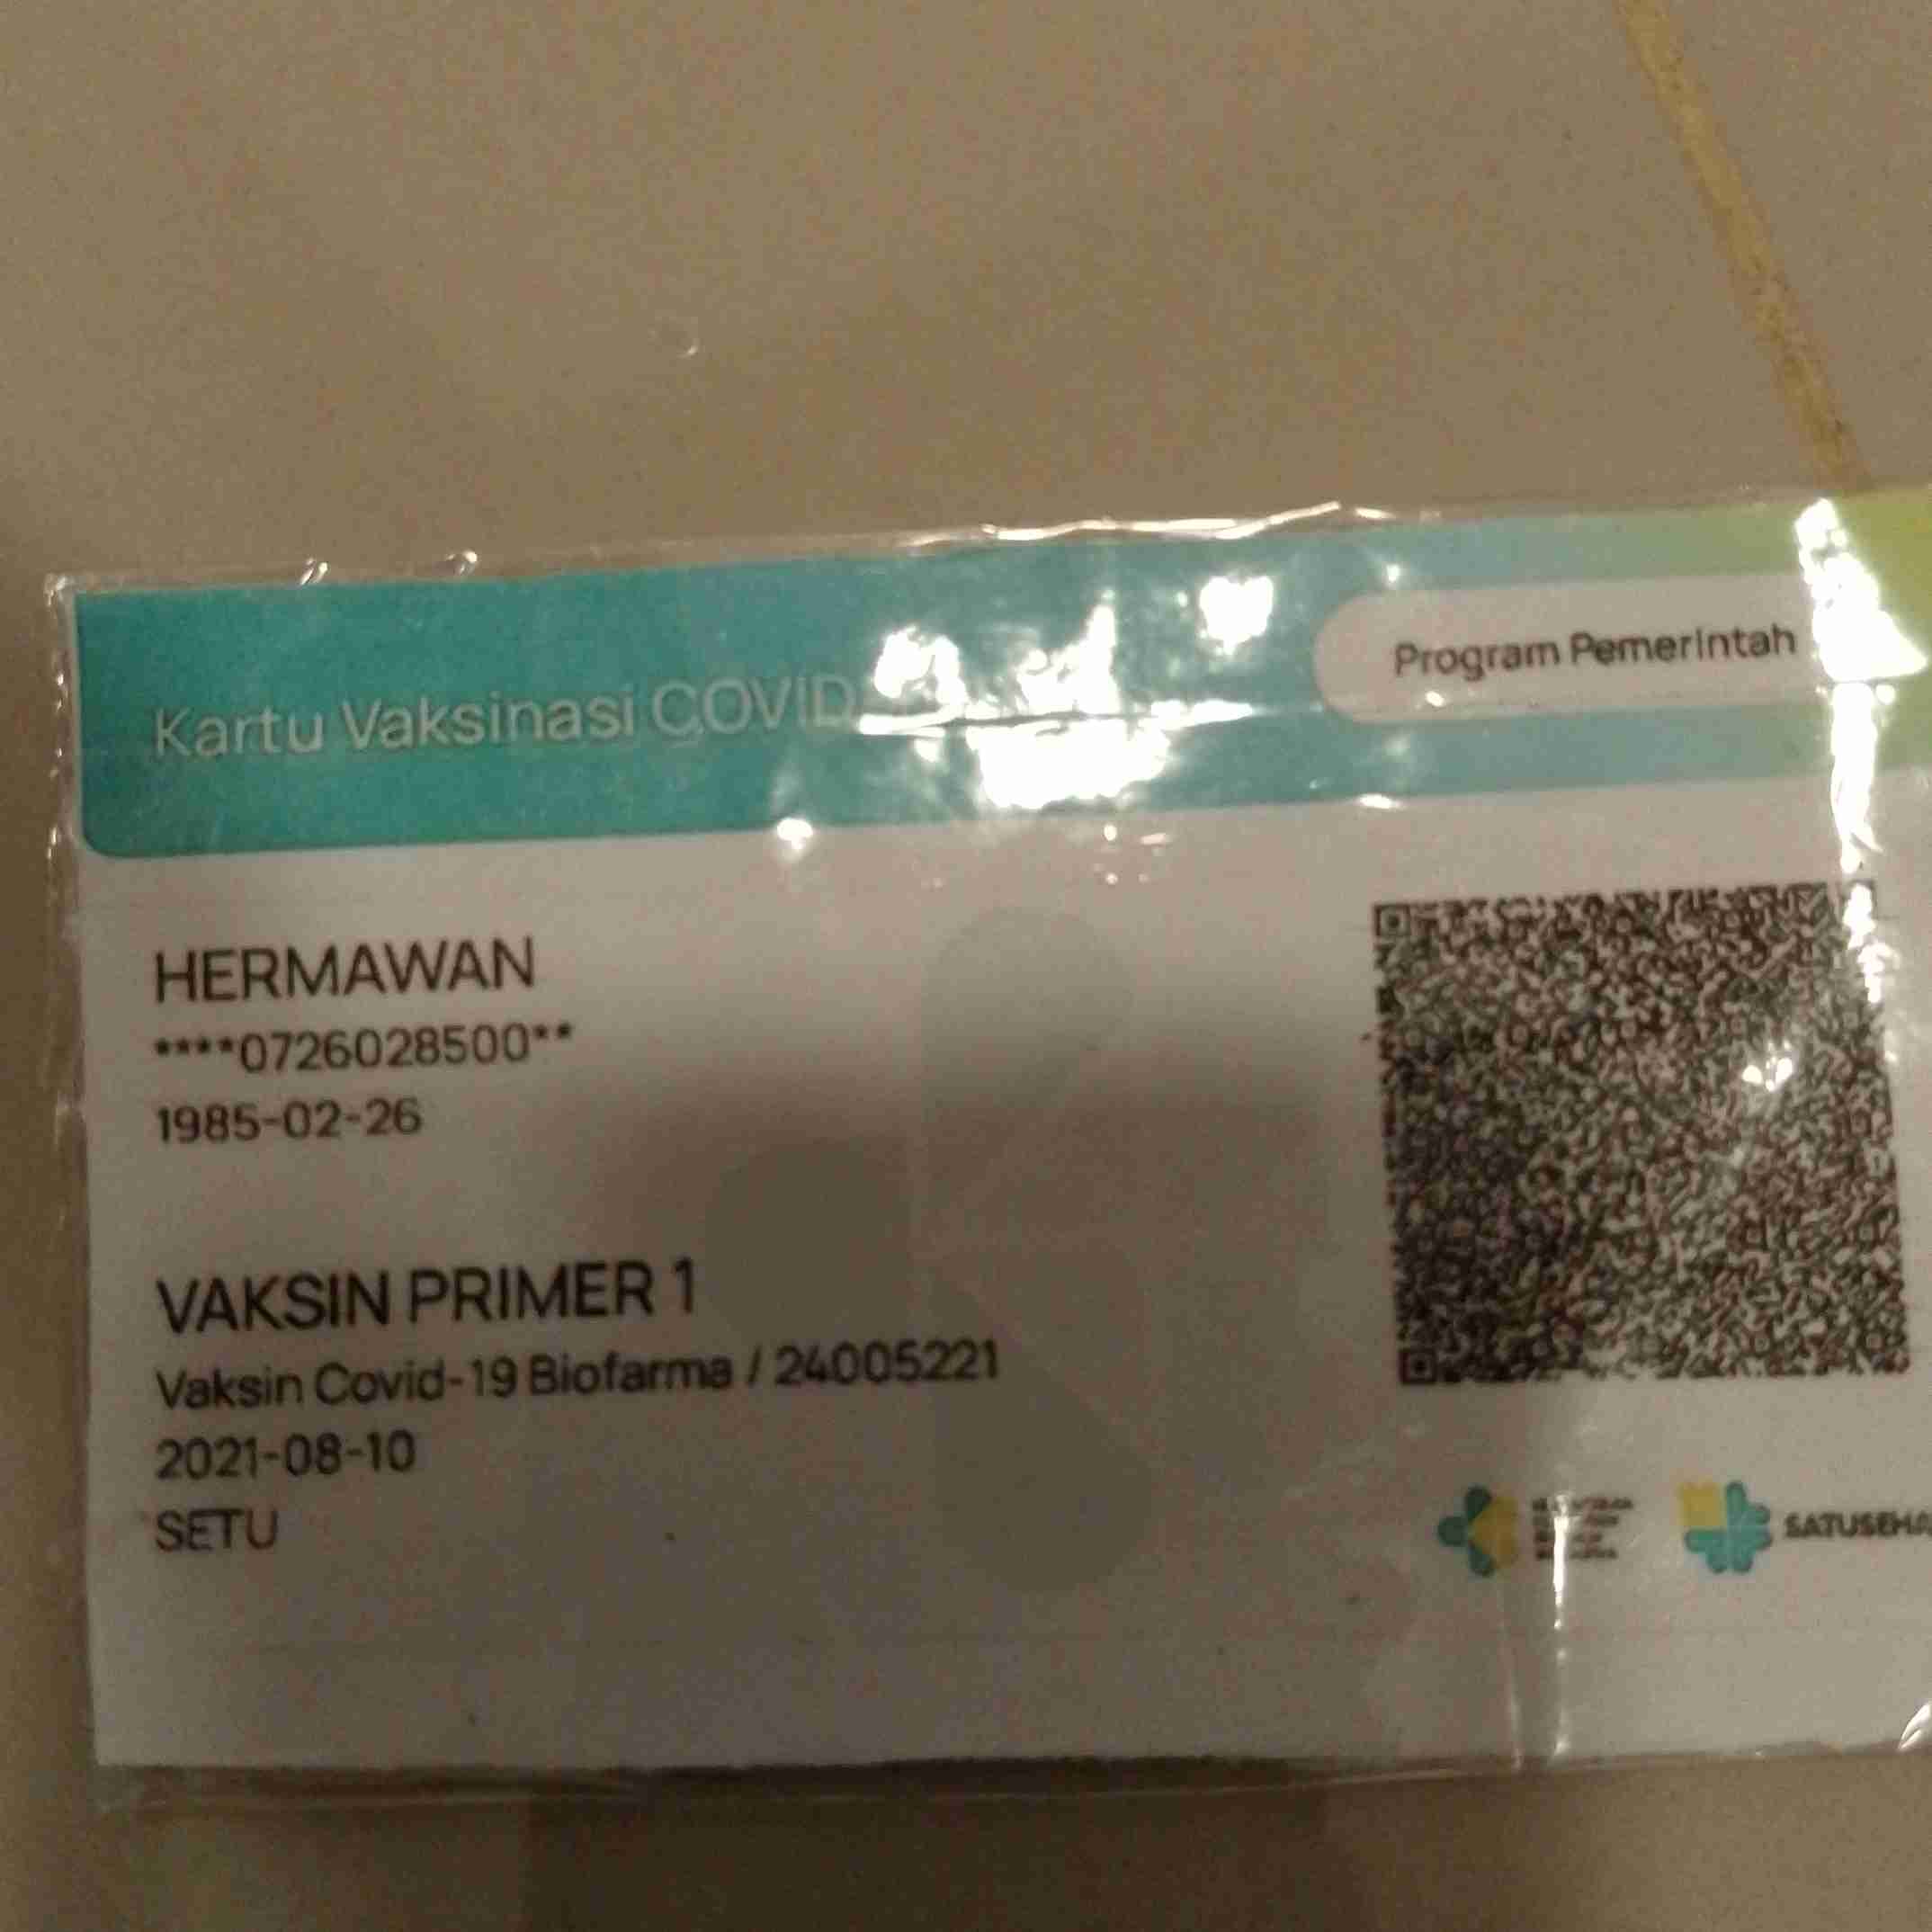 Kartu Vaksinasi COVID
Program Pemerintah
HERMAWAN
****0726028500**
1985-02-26
VAKSIN PRIMER 1
Vaksin Covid-19 Biofarma / 24005221
2021-08-10
SETU
SATUSEHA